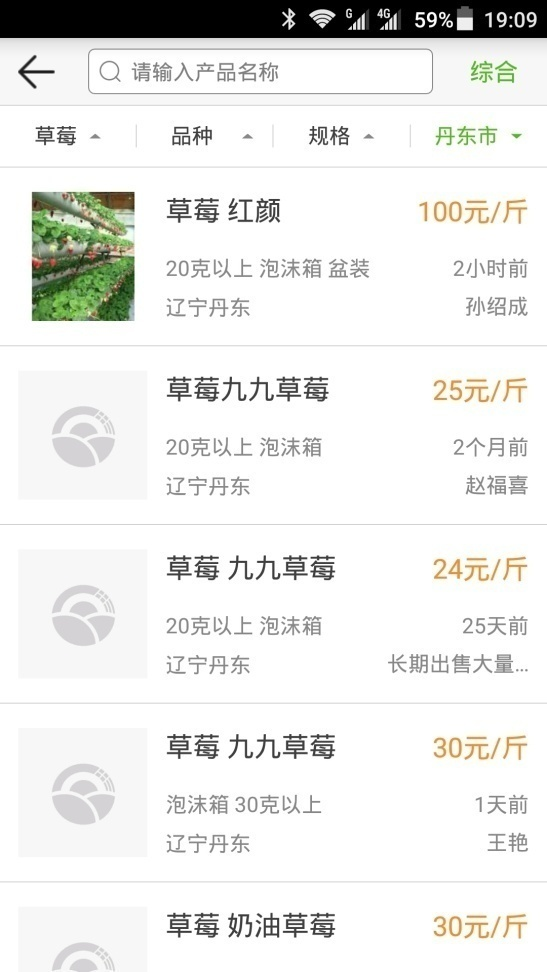 G 4G 59% 19:09
请输入产品名称 综合
草莓 品种 规格 丹东市
草莓 红颜 100元/斤
20克以上 泡沫箱 盆装 2小时前
辽宁丹东 孙绍成
草莓九九草莓 25元/斤
20克以上 泡沫箱 2个月前
辽宁丹东 赵福喜
草莓 九九草莓 24元/斤
20克以上 泡沫箱 25天前
辽宁丹东 长期出售大量...
草莓 九九草莓 30元/斤
泡沫箱 30克以上 1天前
辽宁丹东 王艳
草莓 奶油草莓 30元/斤